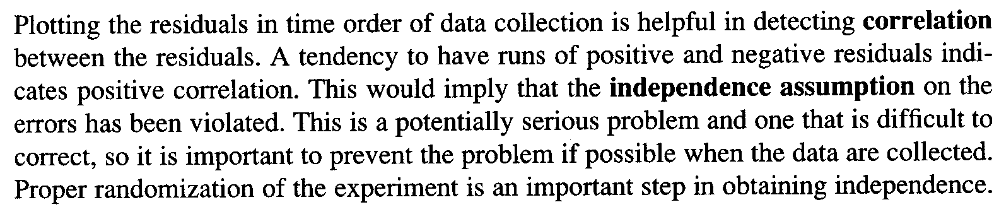 Plotting the residuals in time order of data collection is helpful in detecting correlation
between the residuals. A tendency to have runs of positive and negative residuals indi-
cates positive correlation. This would imply that the independence assumption on the
errors has been violated. This is a potentially serious problem and one that is difficult to
correct, so it is important to prevent the problem if possible when the data are collected.
Proper randomization of the experiment is an important step in obtaining independence.